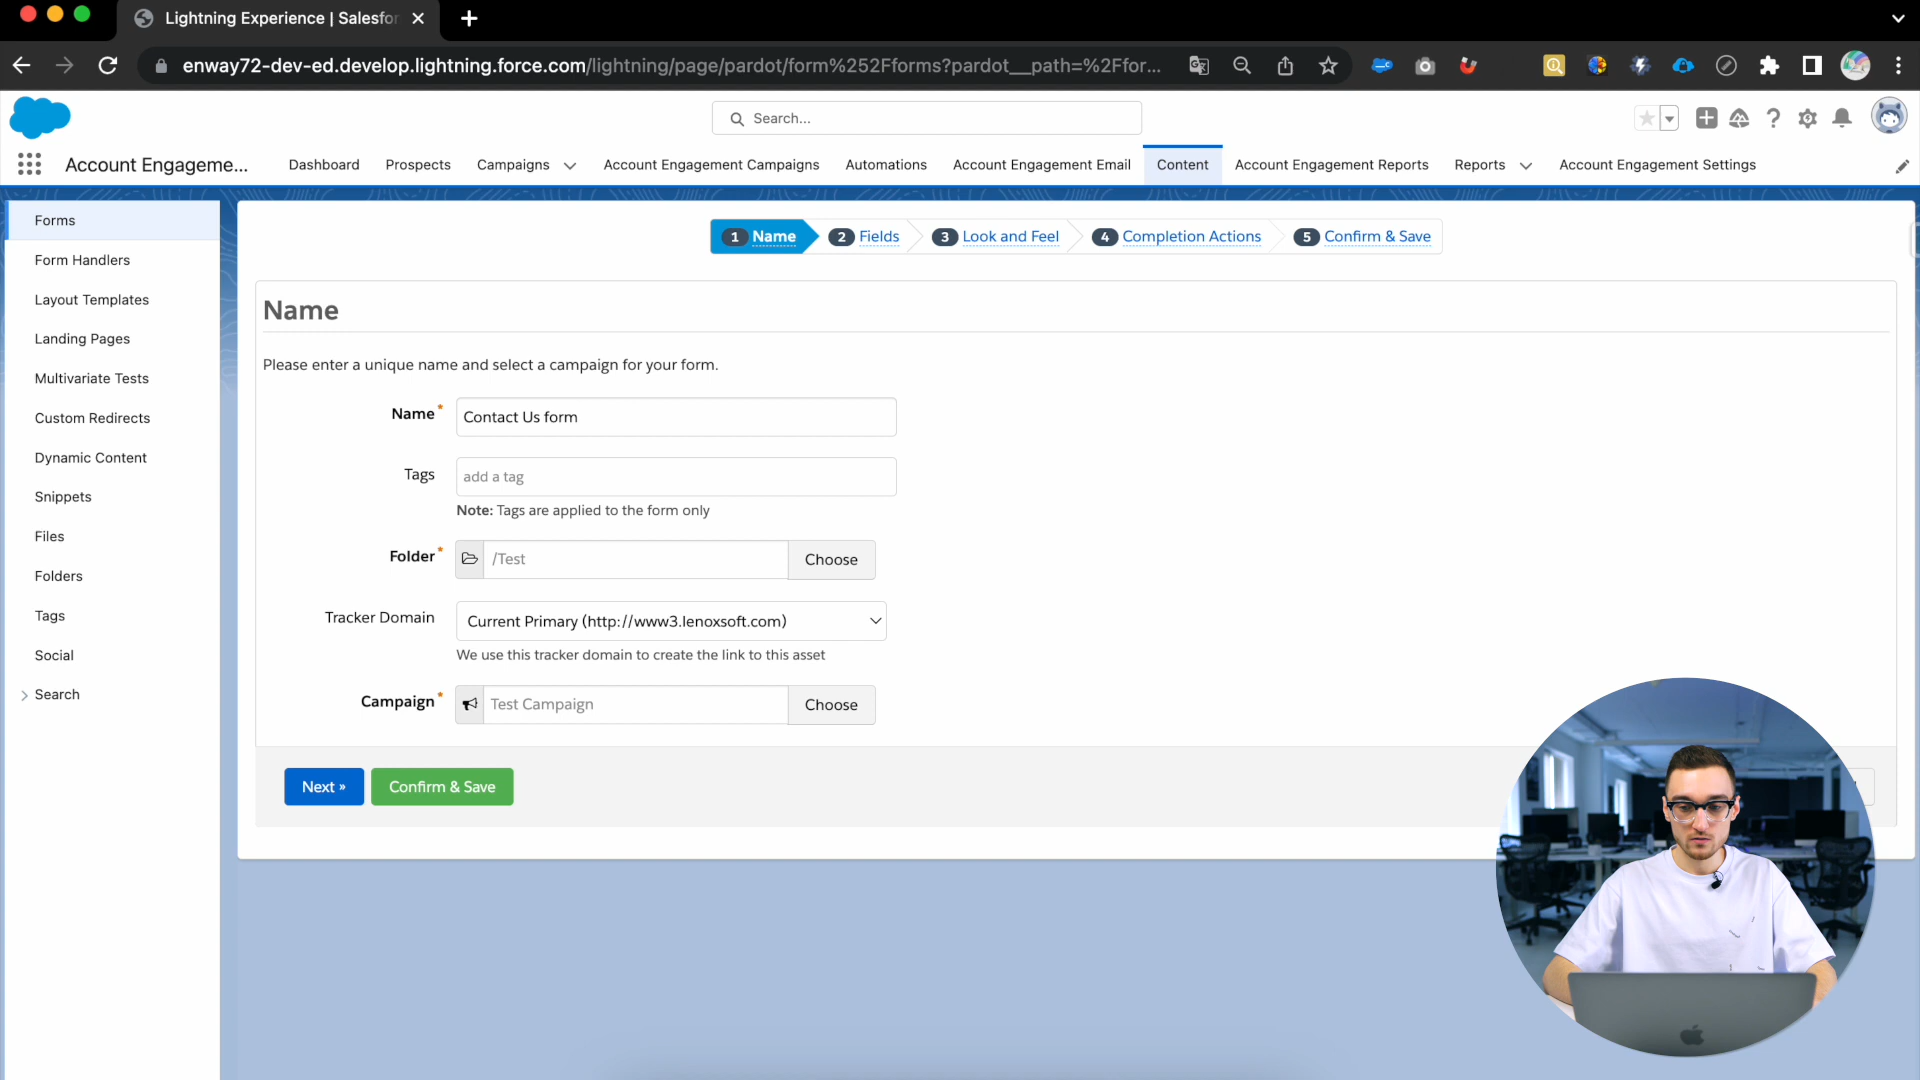 Lightning Experience | Salesfor
enway72-dev-ed.develop.lightning.force.com/lightning/page/pardot/form%252Fforms?pardot__path=%2Ffor...
Search...
Account Engageme...
Dashboard
Prospects
Campaigns
Account Engagement Campaigns
Automations
Account Engagement Email
Content
Account Engagement Reports
Reports
Account Engagement Settings
Forms
Form Handlers
Layout Templates
Landing Pages
Multivariate Tests
Custom Redirects
Dynamic Content
Snippets
Files
Folders
Tags
Social
Search
1 Name
2 Fields
3 Look and Feel
4 Completion Actions
5 Confirm & Save
Name
Please enter a unique name and select a campaign for your form.
Name* Contact Us form
Tags add a tag
Note: Tags are applied to the form only
Folder* /Test Choose
Tracker Domain Current Primary (http://www3.lenoxsoft.com)
We use this tracker domain to create the link to this asset
Campaign* Test Campaign Choose
Next » Confirm & Save